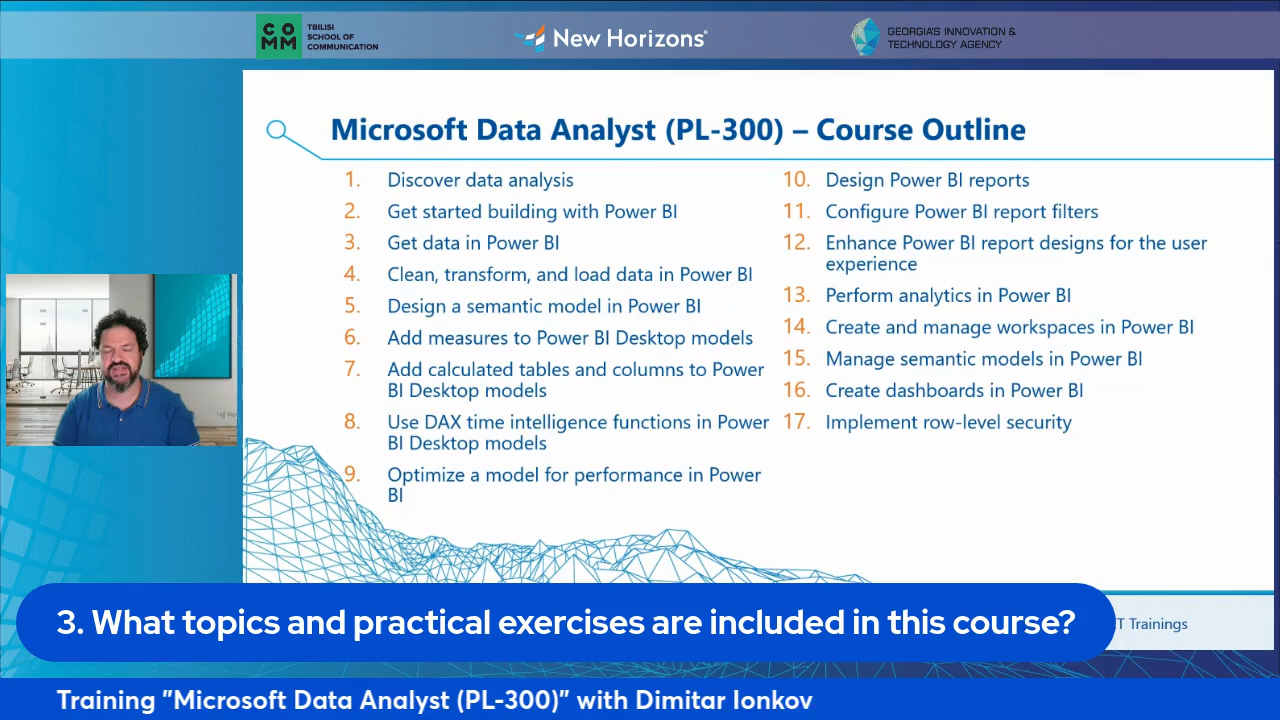 COMM
TBILISI
SCHOOL OF
COMMUNICATION
New Horizons®
GEORGIA'S INNOVATION &
TECHNOLOGY AGENCY
Microsoft Data Analyst (PL-300) – Course Outline
1. Discover data analysis
2. Get started building with Power BI
3. Get data in Power BI
4. Clean, transform, and load data in Power BI
5. Design a semantic model in Power BI
6. Add measures to Power BI Desktop models
7. Add calculated tables and columns to Power
BI Desktop models
8. Use DAX time intelligence functions in Power
BI Desktop models
9. Optimize a model for performance in Power
BI
10. Design Power BI reports
11. Configure Power BI report filters
12. Enhance Power BI report designs for the user
experience
13. Perform analytics in Power BI
14. Create and manage workspaces in Power BI
15. Manage semantic models in Power BI
16. Create dashboards in Power BI
17. Implement row-level security
3. What topics and practical exercises are included in this course?
Trainings
Training "Microsoft Data Analyst (PL-300)" with Dimitar Ionkov